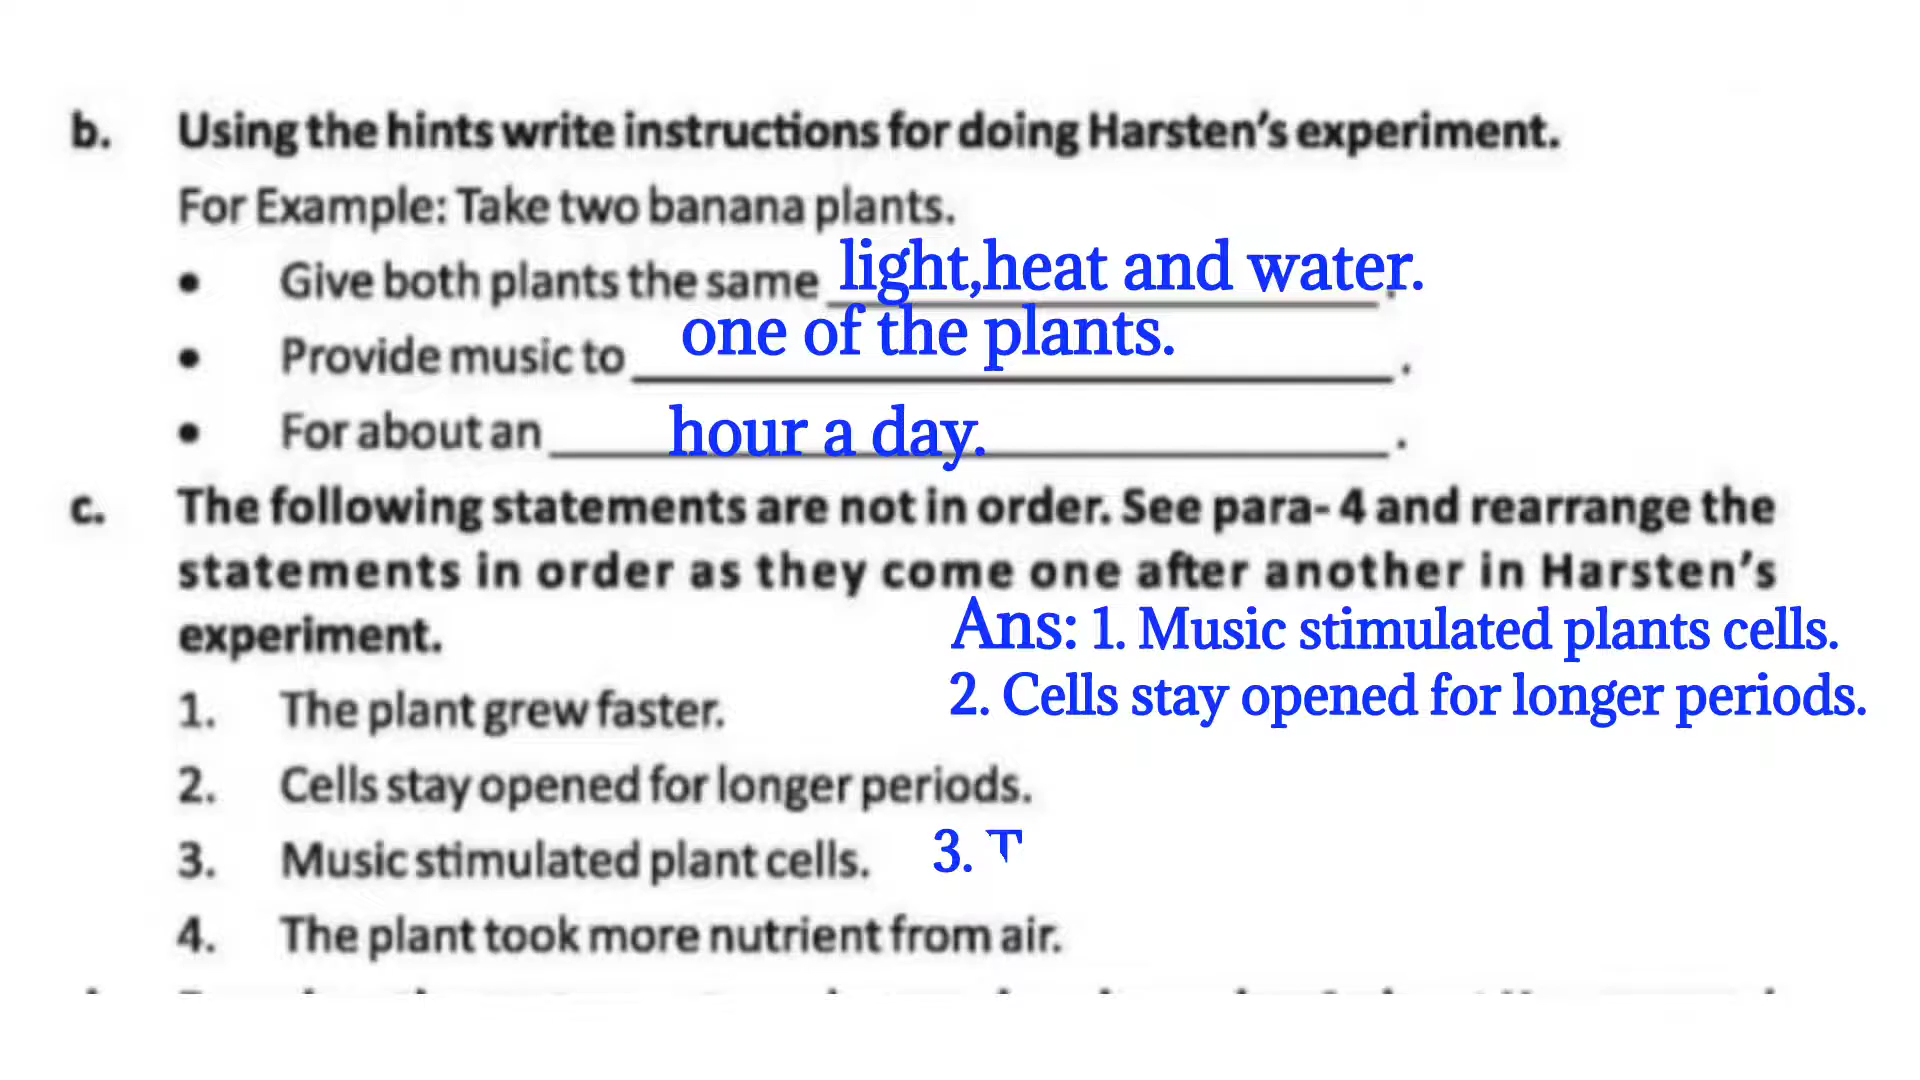 b. Using the hints write instructions for doing Harsten's experiment.
For Example: Take two banana plants.
• Give both plants the same light,heat and water.
• Provide music to one of the plants.
• For about an hour a day.
c. The following statements are not in order. See para- 4 and rearrange the
statements in order as they come one after another in Harsten's
experiment.
Ans: 1. Music stimulated plants cells.
2. Cells stay opened for longer periods.
1. The plant grew faster.
2. Cells stay opened for longer periods.
3. Music stimulated plant cells.
3. T
4. The plant took more nutrient from air.